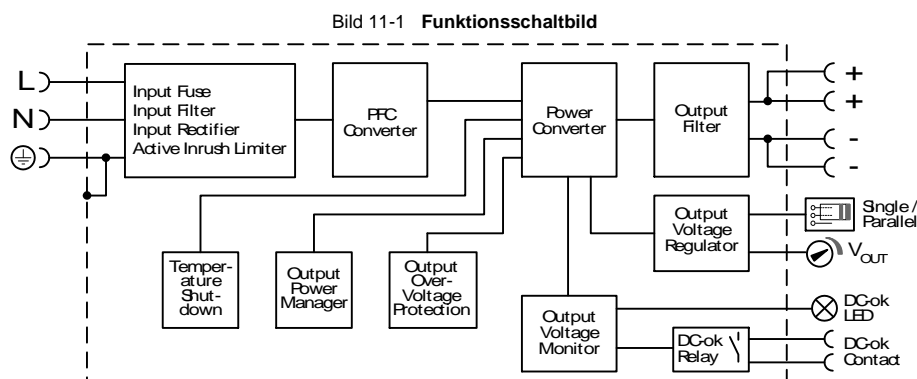 Bild 11-1 Funktionsschaltbild
L
N
Input Fuse
Input Filter
Input Rectifier
Active Inrush Limiter
PFC
Converter
Power
Converter
Output
Filter
+
+
-
-
Temper-
ature
Shut-
down
Output
Power
Manager
Output
Over-
Voltage
Protection
Output
Voltage
Regulator
Single /
Parallel
VOUT
Output
Voltage
Monitor
DC-ok
Relay
DC-ok
LED
DC-ok
Contact